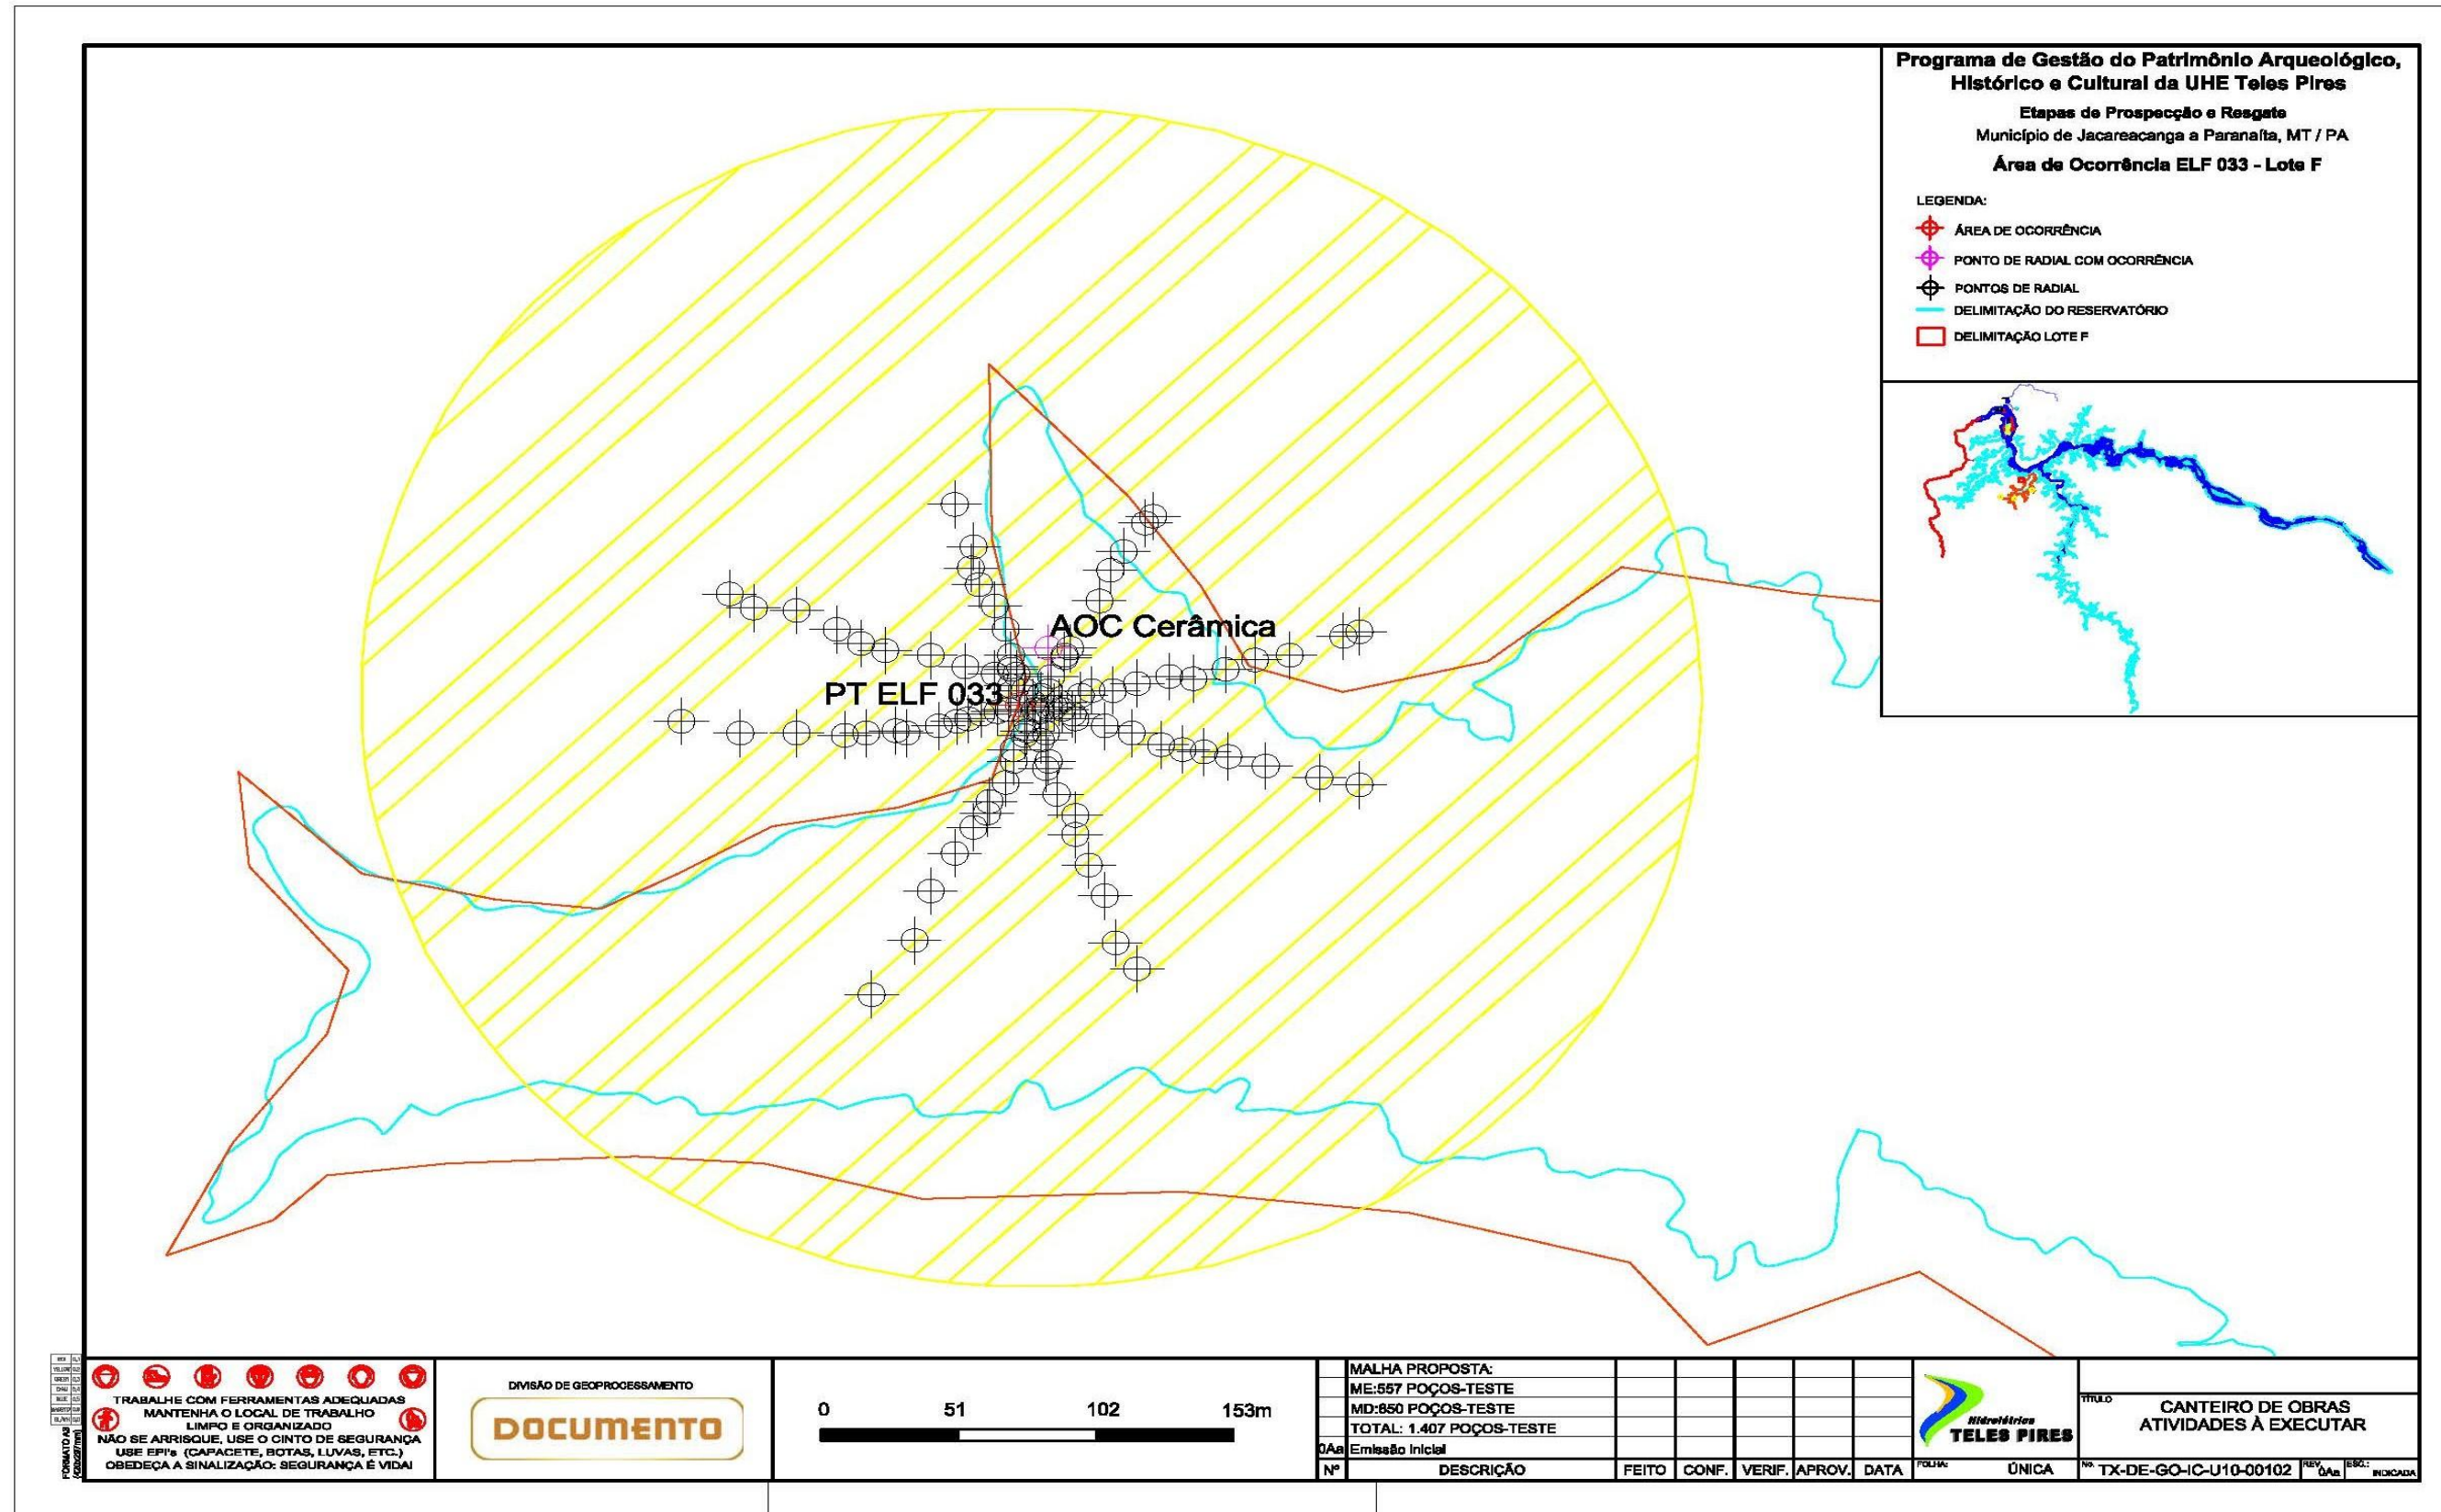 Programa de Gestão do Patrimônio Arqueológico,
Histórico e Cultural da UHE Teles Pires
Etapas de Prospecção e Resgate
Município de Jacareacanga a Paranaíta, MT / PA
Área de Ocorrência ELF 033 - Lote F
LEGENDA:
ÁREA DE OCORRÊNCIA
PONTO DE RADIAL COM OCORRÊNCIA
PONTOS DE RADIAL
DELIMITAÇÃO DO RESERVATÓRIO
DELIMITAÇÃO LOTE F
AOC Cerâmica
PT ELF 033
TRABALHE COM FERRAMENTAS ADEQUADAS
MANTENHA O LOCAL DE TRABALHO
LIMPO E ORGANIZADO
NÃO SE ARRISQUE, USE O CINTO DE SEGURANÇA
USE EPI's (CAPACETE, BOTAS, LUVAS, ETC.)
OBEDEÇA A SINALIZAÇÃO: SEGURANÇA É VIDA!
FORMATO A3
DIVISÃO DE GEOPROCESSAMENTO
DOCUMENTO
0 51 102 153m
MALHA PROPOSTA:
ME:557 POÇOS-TESTE
MD:850 POÇOS-TESTE
TOTAL: 1.407 POÇOS-TESTE
0Aa Emissão Inicial
Nº DESCRIÇÃO FEITO CONF. VERIF. APROV. DATA
Hidrelétrica
TELES PIRES
FOLHA: ÚNICA
TÍTULO
CANTEIRO DE OBRAS
ATIVIDADES À EXECUTAR
No. TX-DE-GO-IC-U10-00102 REV. 0Aa ESC.: INDICADA